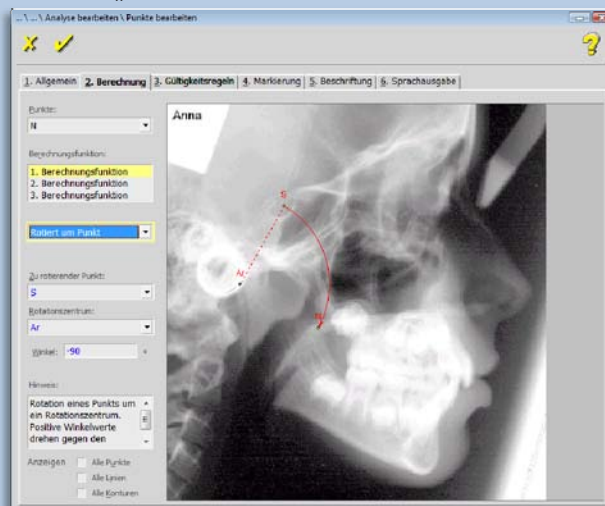 ...\ ...\ Analyse bearbeiten \ Punkte bearbeiten
1. Allgemein 2. Berechnung 3. Gültigkeitsregeln 4. Markierung 5. Beschriftung 6. Sprachausgabe
Punkte:
N
Berechnungsfunktion:
1. Berechnungsfunktion
2. Berechnungsfunktion
3. Berechnungsfunktion
Rotiert um Punkt
Zu rotierender Punkt:
S
Rotationszentrum:
Ar
Winkel: -90 °
Hinweis:
Rotation eines Punkts um
ein Rotationszentrum.
Positive Winkelwerte
drehen gegen den
Anzeigen Alle Punkte
Alle Linien
Alle Konturen
Anna
S
Ar
N